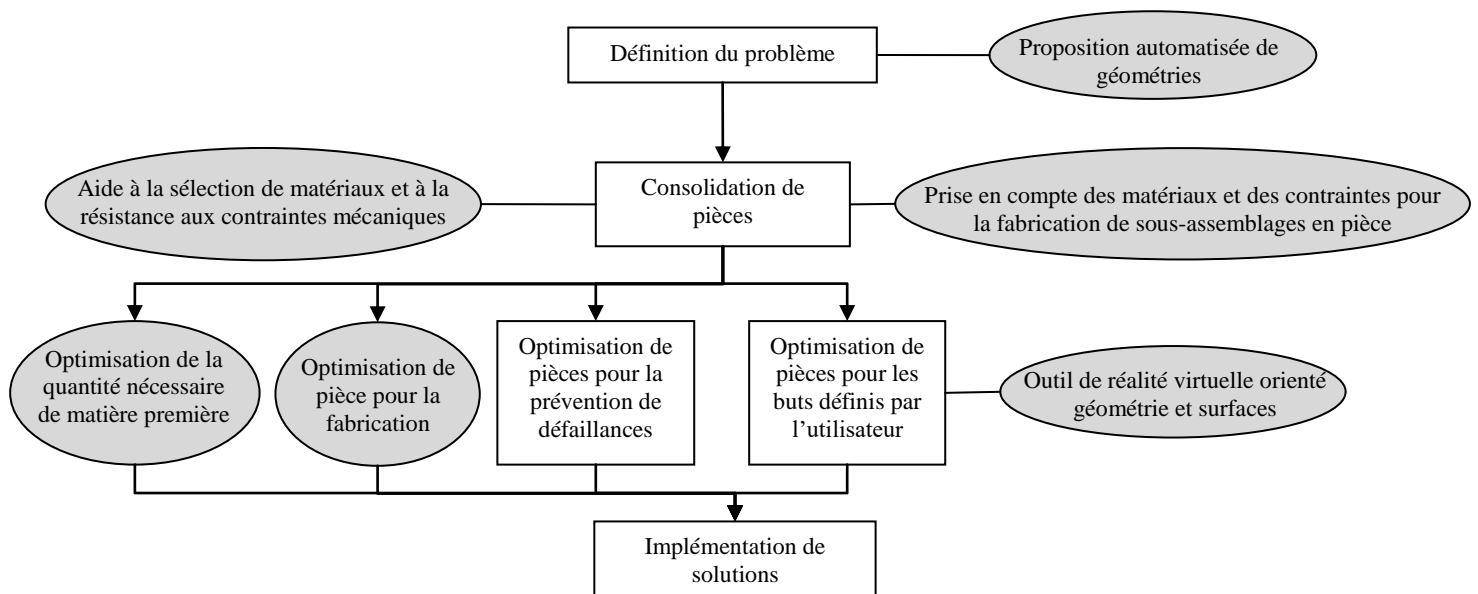 Définition du problème
Proposition automatisée de
géométries
Aide à la sélection de matériaux et à la
résistance aux contraintes mécaniques
Consolidation de
pièces
Prise en compte des matériaux et des contraintes pour
la fabrication de sous-assemblages en pièce
Optimisation de la
quantité nécessaire
de matière première
Optimisation de
pièce pour la
fabrication
Optimisation de
pièces pour la
prévention de
défaillances
Optimisation de
pièces pour les
buts définis par
l’utilisateur
Outil de réalité virtuelle orienté
géométrie et surfaces
Implémentation de
solutions